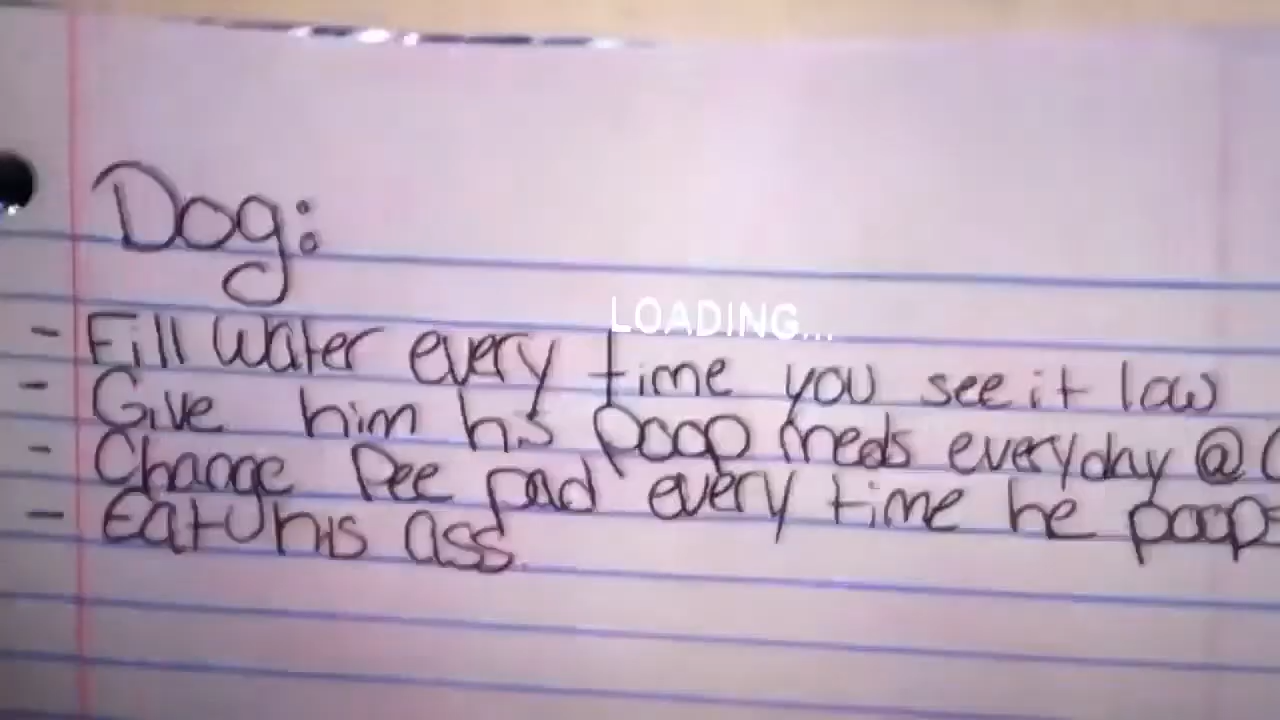 Dog:
LOADING...
- Fill water every time you see it low
- Give him his poop meds everyday @
- Change Pee pad every time he poop
- Eat his ass